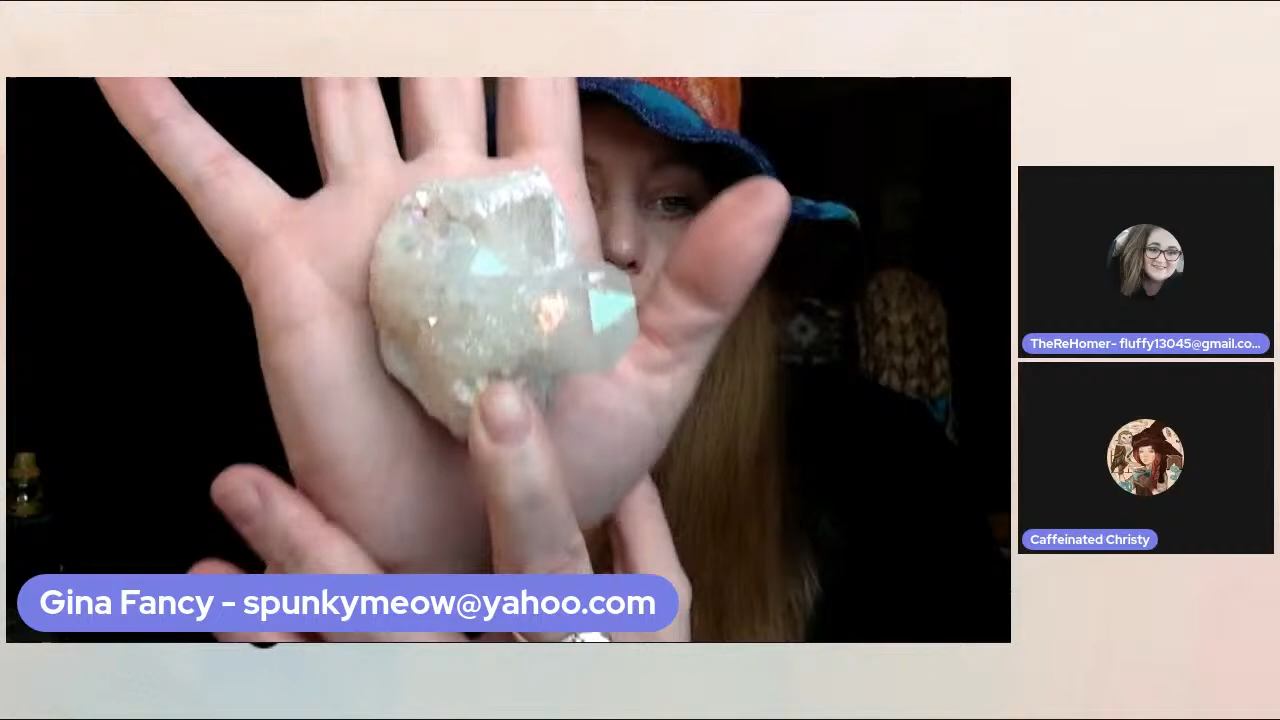 Gina Fancy - spunkymeow@yahoo.com
TheReHomer- fluffy13045@gmail.co...
Caffeinated Christy